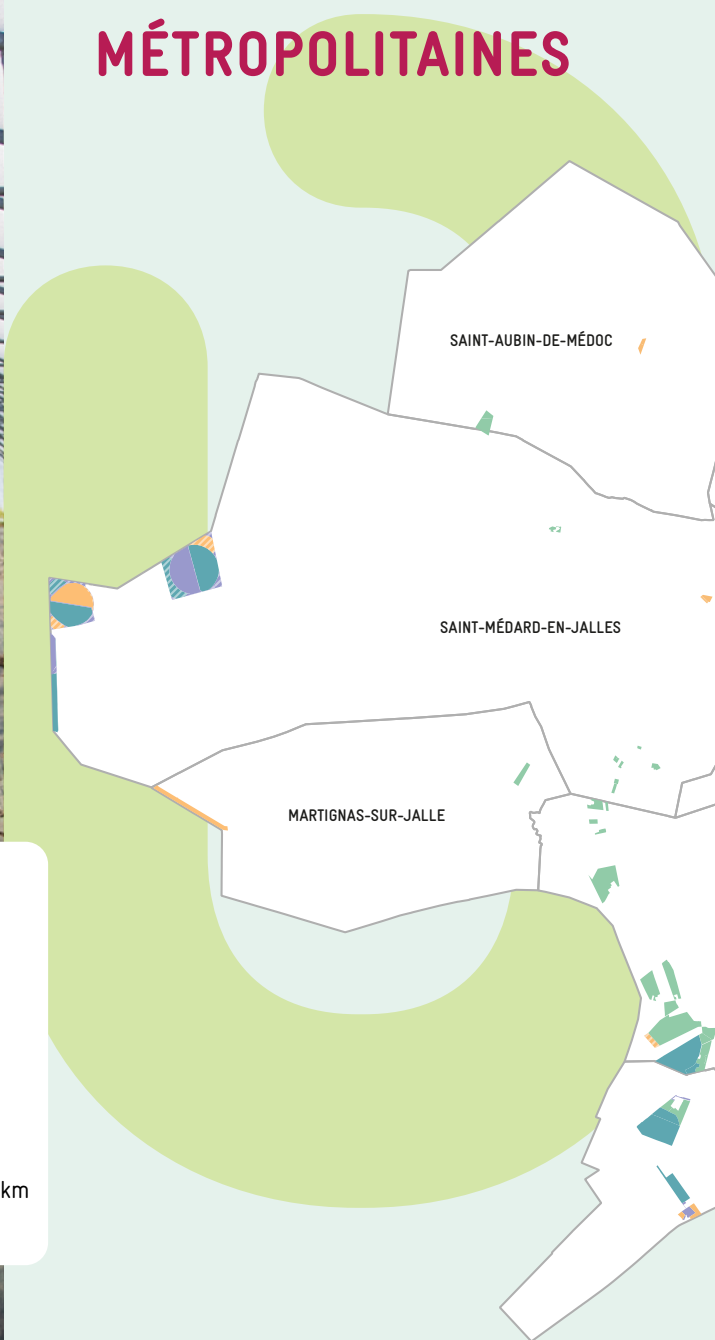 MÉTROPOLITAINES
SAINT-AUBIN-DE-MÉDOC
SAINT-MÉDARD-EN-JALLES
MARTIGNAS-SUR-JALLE
km